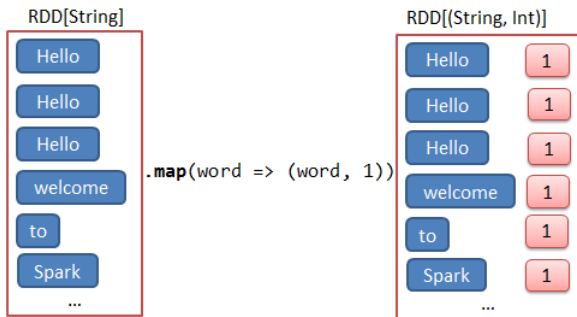 RDD[String]
Hello
Hello
Hello
welcome
to
Spark
...
.map(word => (word, 1))
RDD[(String, Int)]
Hello 1
Hello 1
Hello 1
welcome 1
to 1
Spark 1
...